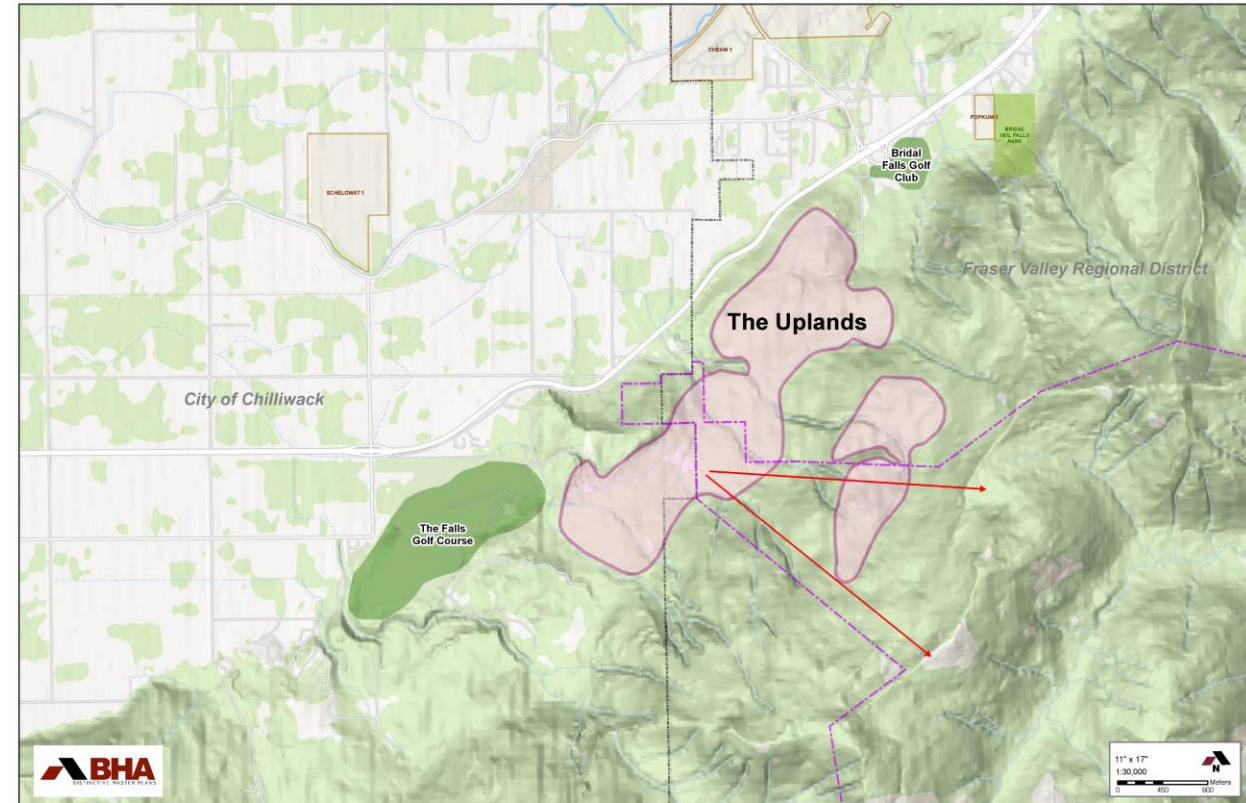 CHEAM 1
POPKUM 2
BRIDAL
VEIL FALLS
PARK
Bridal
Falls Golf
Club
SCHELOWAT 1
Fraser Valley Regional District
The Uplands
City of Chilliwack
The Falls
Golf Course
BHA
DISTINCTIVE MASTER PLANS
11" x 17"
1:30,000
N
Meters
0 450 900